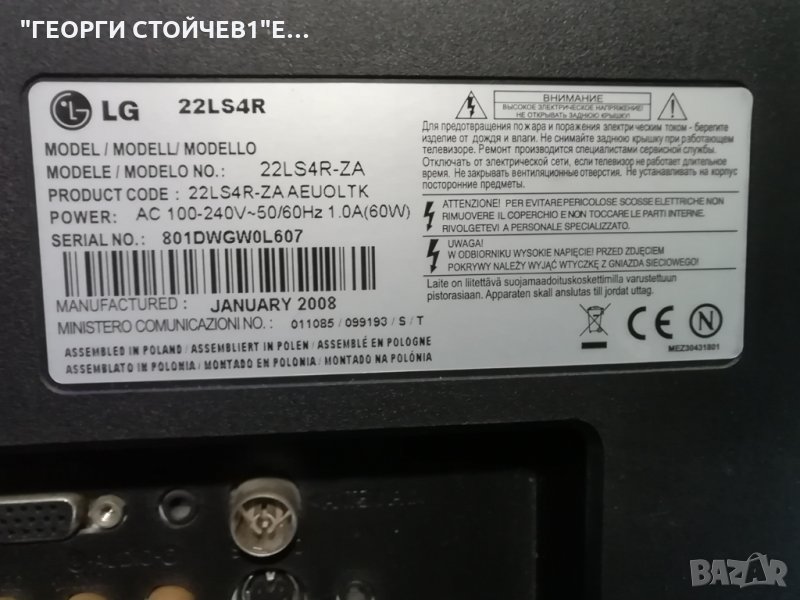 "ГЕОРГИ СТОЙЧЕВ1"Е...
LG 22LS4R
MODEL / MODELL/ MODELLO
MODELE / MODELO NO.: 22LS4R-ZA
PRODUCT CODE : 22LS4R-ZA AEUOLTK
POWER: AC 100-240V~50/60Hz 1.0A(60W)
SERIAL NO.: 801DWGW0L607
MANUFACTURED : JANUARY 2008
MINISTERO COMUNICAZIONI NO. : 011085 / 099193 / S / T
ASSEMBLED IN POLAND / ASSEMBLIERT IN POLEN / ASSEMBLÉ EN POLOGNE
ASSEMBLATO IN POLONIA / MONTADO EN POLONIA / MONTADO NA POLÓNIA
ВНИМАНИЕ
ВЫСОКОЕ ЭЛЕКТРИЧЕСКОЕ НАПРЯЖЕНИЕ!
НЕ ОТКРЫВАТЬ ЗАДНЮЮ КРЫШКУ!
Для предотвращения пожара и поражения электрическим током - берегите
изделие от дождя и влаги. Не снимайте заднюю крышку при работающем
телевизоре. Ремонт производится специалистами сервисной службы.
Отключать от электрической сети, если телевизор не работает длительное
время. Не закрывать вентиляционные отверстия. Не устанавливать на корпус
посторонние предметы.
ATTENZIONE! PER EVITARE PERICOLOSE SCOSSE ELETTRICHE NON
RIMUOVERE IL COPERCHIO E NON TOCCARE LE PARTI INTERNE.
RIVOLGETEVI A PERSONALE SPECIALIZZATO.
UWAGA!
W ODBIORNIKU WYSOKIE NAPIĘCIE! PRZED ZDJĘCIEM
POKRYWY NALEŻY WYJĄĆ WTYCZKĘ Z GNIAZDA SIECIOWEGO!
Laite on liitettävä suojamaadoituskoskettimilla varustettuun
pistorasiaan. Apparaten skall anslutas till jordat uttag.
CE N
MEZ30431801
BAZAR